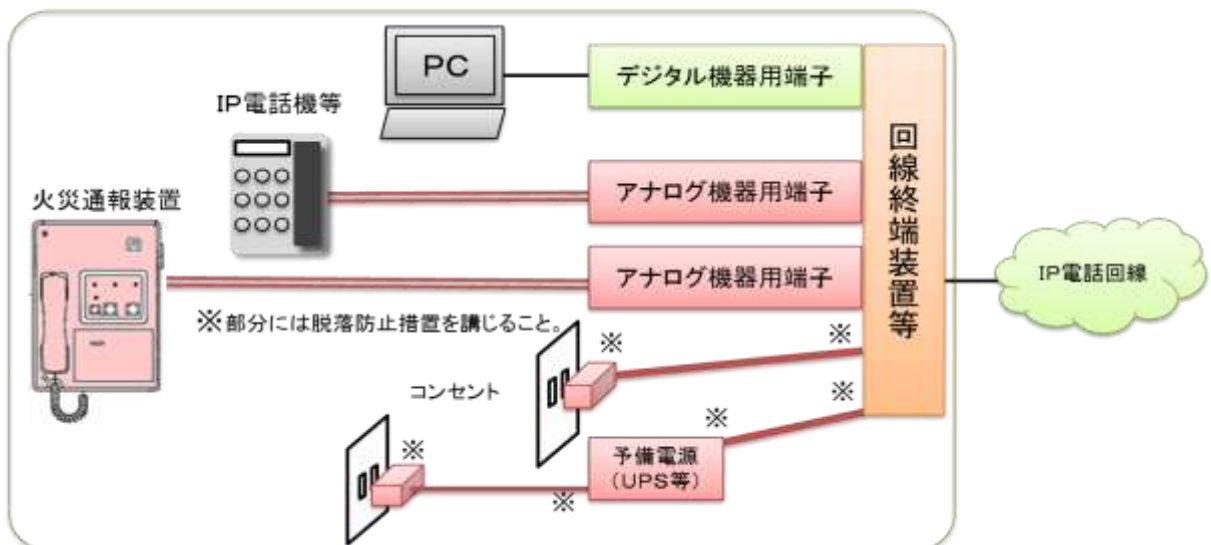 PC
デジタル機器用端子
IP電話機等
アナログ機器用端子
火災通報装置
アナログ機器用端子
回線終端装置等
IP電話回線
※部分には脱落防止措置を講じること。
※
※
コンセント
※
※
※
予備電源
(UPS等)
※